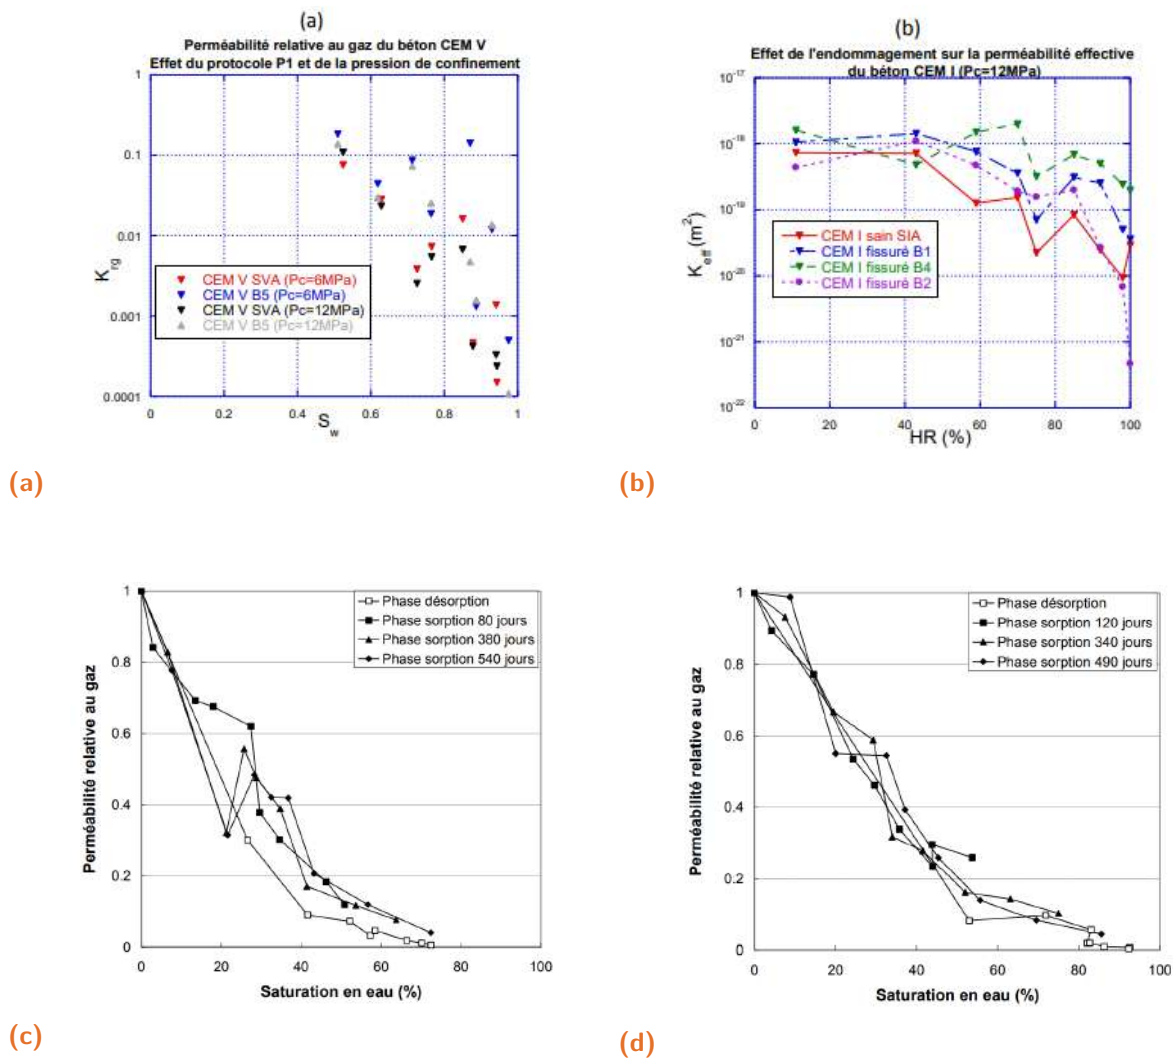 (a)
Perméabilité relative au gaz du béton CEM V
Effet du protocole P1 et de la pression de confinement
1
0.1
0.01
0.001
0.0001
K_rg
CEM V SVA (Pc=6MPa)
CEM V B5 (Pc=6MPa)
CEM V SVA (Pc=12MPa)
CEM V B5 (Pc=12MPa)
0 0.2 0.4 0.6 0.8 1
S_w
(a)
(b)
Effet de l'endommagement sur la perméabilité effective
du béton CEM I (Pc=12MPa)
10^-17
10^-18
10^-19
10^-20
10^-21
10^-22
K_eff (m²)
CEM I sain SIA
CEM I fissuré B1
CEM I fissuré B4
CEM I fissuré B2
0 20 40 60 80 100
HR (%)
(b)
1
0.8
0.6
0.4
0.2
0
Perméabilité relative au gaz
Phase désorption
Phase sorption 80 jours
Phase sorption 380 jours
Phase sorption 540 jours
0 20 40 60 80 100
Saturation en eau (%)
(c)
1
0.8
0.6
0.4
0.2
0
Perméabilité relative au gaz
Phase désorption
Phase sorption 120 jours
Phase sorption 340 jours
Phase sorption 490 jours
0 20 40 60 80 100
Saturation en eau (%)
(d)